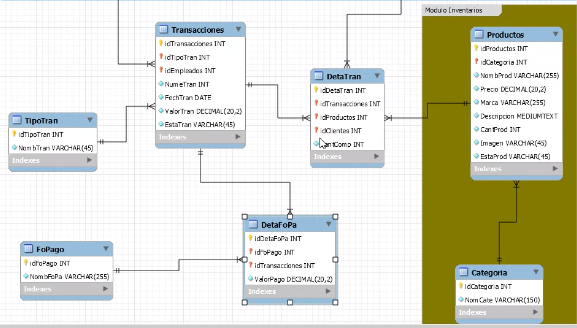 Modulo Inventarios
Transacciones
idTransacciones INT
idTipoTran INT
idEmpleados INT
NumeTran INT
FechTran DATE
ValorTran DECIMAL(20,2)
EstaTran VARCHAR(45)
Indexes
DetaTran
idDetaTran INT
idTransacciones INT
idProductos INT
idClientes INT
CantComp INT
Indexes
Productos
idProductos INT
idCategoria INT
NombProd VARCHAR(255)
Precio DECIMAL(20,2)
Marca VARCHAR(255)
Descripcion MEDIUMTEXT
CantProd INT
Imagen VARCHAR(45)
EstaProd VARCHAR(45)
Indexes
TipoTran
idTipoTran INT
NombTran VARCHAR(45)
Indexes
DetaFoPa
idDetaFoPa INT
idFoPago INT
idTransacciones INT
ValorPago DECIMAL(20,2)
Indexes
FoPago
idFoPago INT
NombFoPa VARCHAR(255)
Indexes
Categoria
idCategoria INT
NomCate VARCHAR(150)
Indexes